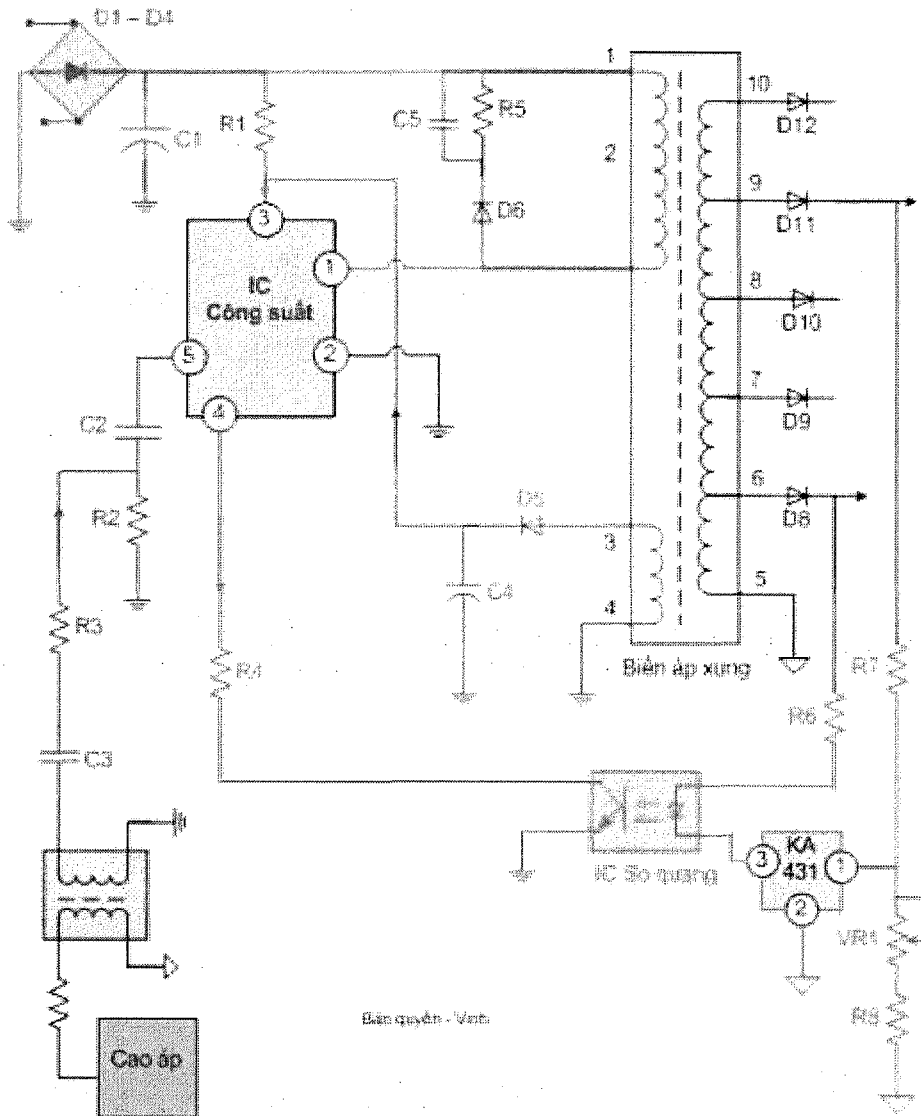 D1 - D4
1
10
C5
R5
D12
R1
C1
2
9
D6
D11
3
1
8
IC
Công suất
D10
5
2
7
4
C2
D9
6
R2
D5
D8
3
C4
5
R3
4
R4
Biến áp xung
R7
R6
C3
KA
431
3
1
IC So quang
2
VR1
Bản quyền - Vinh
R8
Cao áp